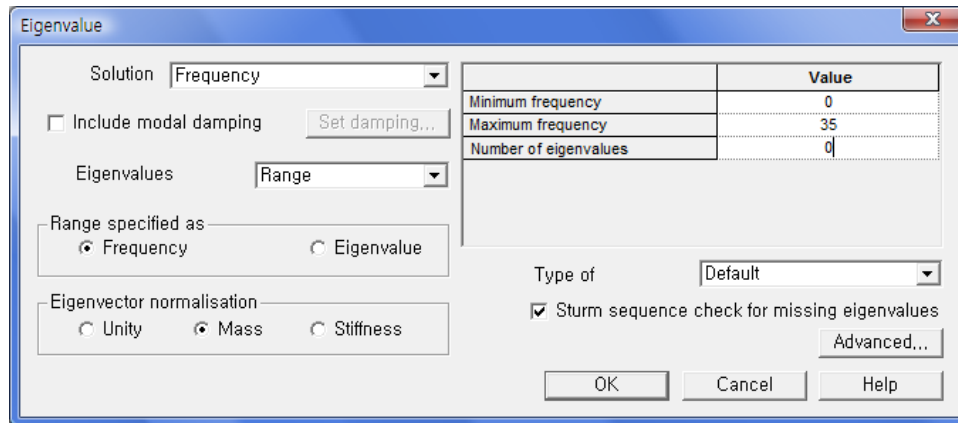 Eigenvalue
Solution Frequency
Include modal damping Set damping...
Eigenvalues Range
Range specified as
Frequency Eigenvalue
Eigenvector normalisation
Unity Mass Stiffness
Value
Minimum frequency 0
Maximum frequency 35
Number of eigenvalues 0
Type of Default
Sturm sequence check for missing eigenvalues
Advanced...
OK Cancel Help